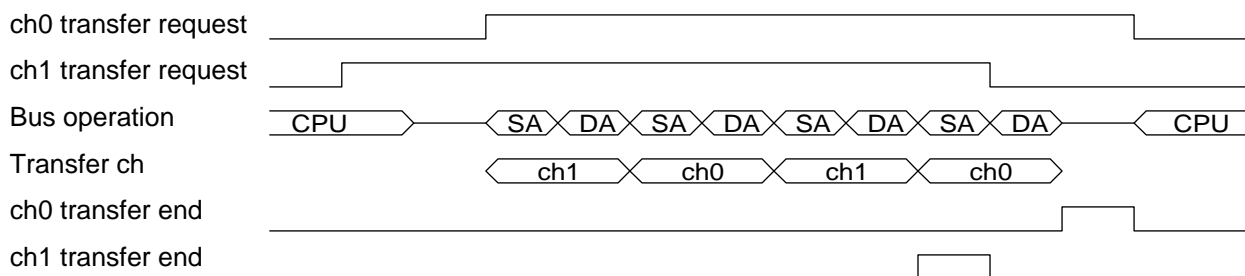 ch0 transfer request
ch1 transfer request
Bus operation CPU SA DA SA DA SA DA SA DA CPU
Transfer ch ch1 ch0 ch1 ch0
ch0 transfer end
ch1 transfer end